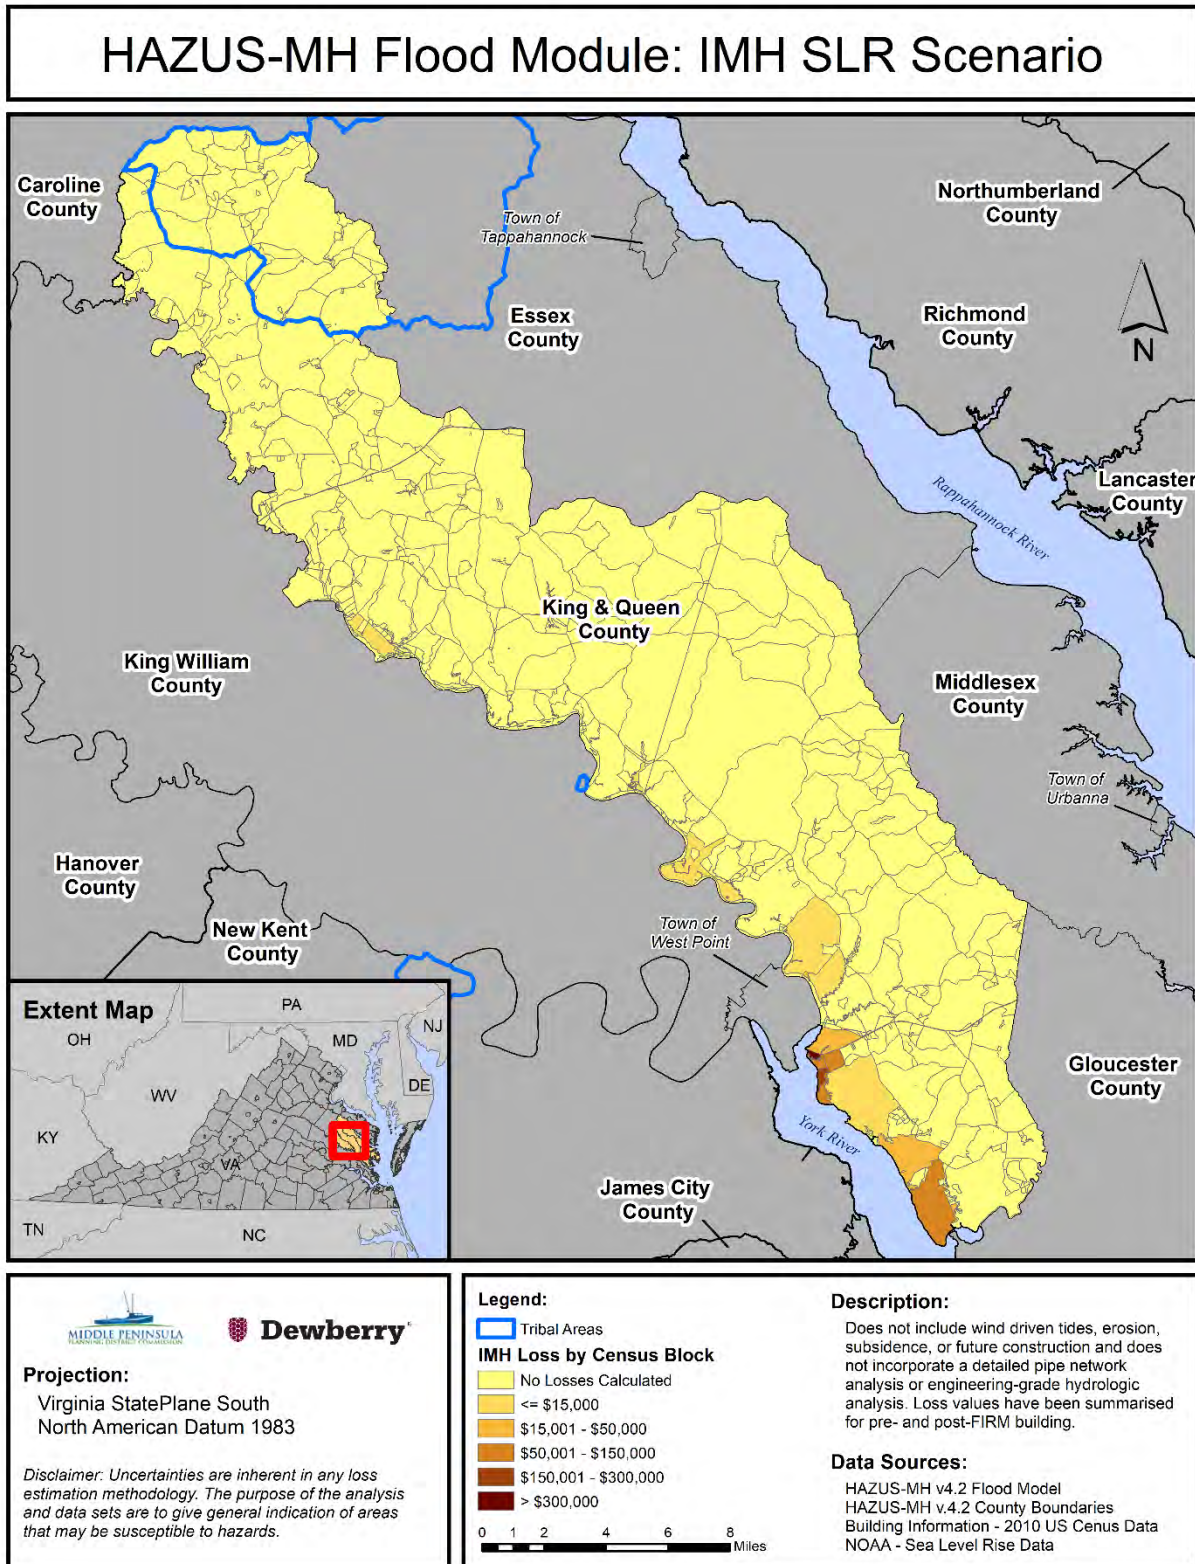 HAZUS-MH Flood Module: IMH SLR Scenario
Caroline
County
Town of
Tappahannock
Northumberland
County
Essex
County
Richmond
County
N
Lancaster
County
Rappahannock River
King & Queen
County
King William
County
Middlesex
County
Town of
Urbanna
Hanover
County
New Kent
County
Town of
West Point
Gloucester
County
York River
James City
County
Extent Map
PA
OH
MD
NJ
WV
DE
KY
VA
TN
NC
MIDDLE PENINSULA
PLANNING DISTRICT COMMISSION
Dewberry
Projection:
Virginia StatePlane South
North American Datum 1983
Disclaimer: Uncertainties are inherent in any loss
estimation methodology. The purpose of the analysis
and data sets are to give general indication of areas
that may be susceptible to hazards.
Legend:
Tribal Areas
IMH Loss by Census Block
No Losses Calculated
<= $15,000
$15,001 - $50,000
$50,001 - $150,000
$150,001 - $300,000
> $300,000
0 1 2 4 6 8
Miles
Description:
Does not include wind driven tides, erosion,
subsidence, or future construction and does
not incorporate a detailed pipe network
analysis or engineering-grade hydrologic
analysis. Loss values have been summarised
for pre- and post-FIRM building.
Data Sources:
HAZUS-MH v4.2 Flood Model
HAZUS-MH v.4.2 County Boundaries
Building Information - 2010 US Cenus Data
NOAA - Sea Level Rise Data